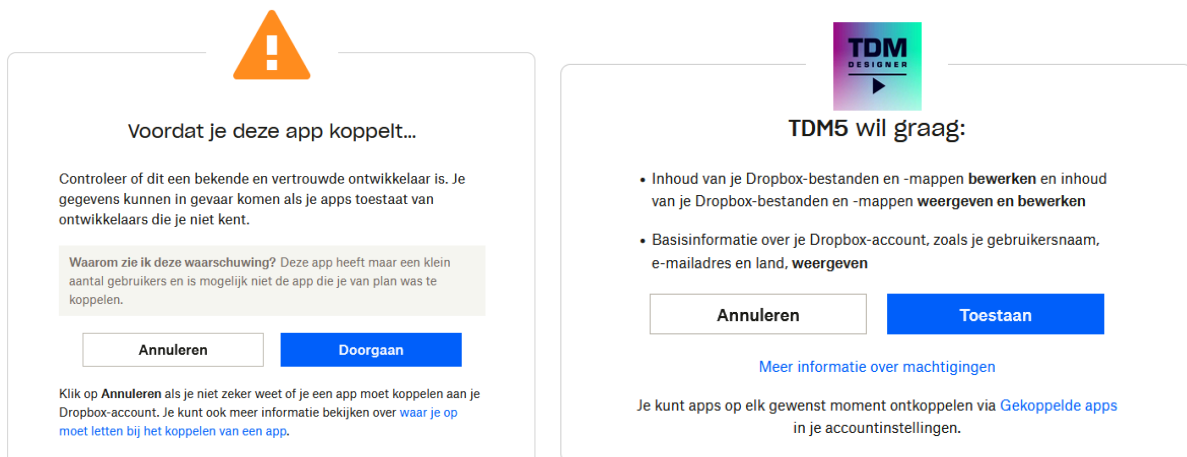 Voordat je deze app koppelt...
Controleer of dit een bekende en vertrouwde ontwikkelaar is. Je
gegevens kunnen in gevaar komen als je apps toestaat van
ontwikkelaars die je niet kent.
Waarom zie ik deze waarschuwing? Deze app heeft maar een klein
aantal gebruikers en is mogelijk niet de app die je van plan was te
koppelen.
Annuleren
Doorgaan
Klik op Annuleren als je niet zeker weet of je een app moet koppelen aan je
Dropbox-account. Je kunt ook meer informatie bekijken over waar je op
moet letten bij het koppelen van een app.
TDM
DESIGNER
TDM5 wil graag:
• Inhoud van je Dropbox-bestanden en -mappen bewerken en inhoud
van je Dropbox-bestanden en -mappen weergeven en bewerken
• Basisinformatie over je Dropbox-account, zoals je gebruikersnaam,
e-mailadres en land, weergeven
Annuleren
Toestaan
Meer informatie over machtigingen
Je kunt apps op elk gewenst moment ontkoppelen via Gekoppelde apps
in je accountinstellingen.